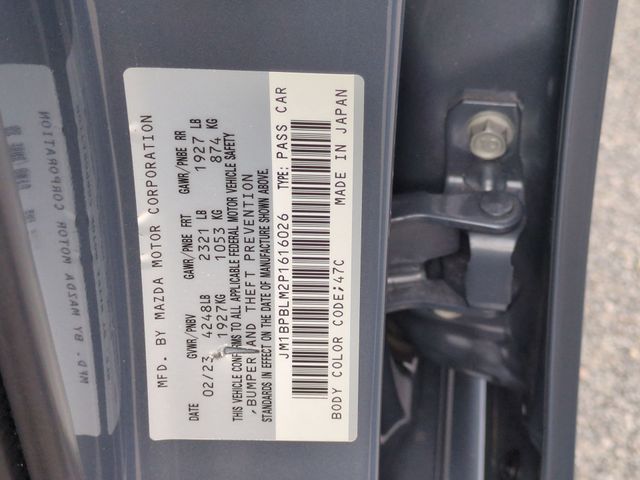 MFD. BY MAZDA MOTOR CORPORATION
DATE GVWR/PNBV GAWR/PNBE FRT GAWR/PNBE RR
02/23 4248LB 2321 LB 1927 LB
1927KG 1053 KG 874 KG
THIS VEHICLE CONFORMS TO ALL APPLICABLE FEDERAL MOTOR VEHICLE SAFETY
,BUMPER,AND THEFT PREVENTION
STANDARDS IN EFFECT ON THE DATE OF MANUFACTURE SHOWN ABOVE.
JM1BPBLM2P1616026 TYPE: PASS CAR
BODY COLOR CODE:47C MADE IN JAPAN